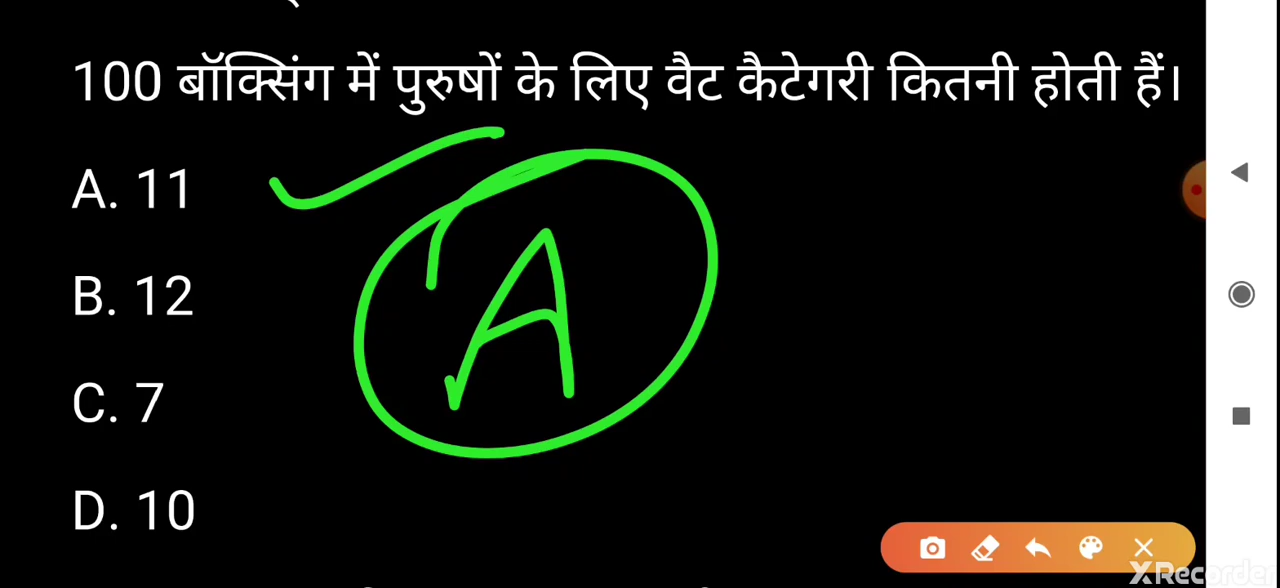 100 बॉक्सिंग में पुरुषों के लिए वैट कैटेगरी कितनी होती हैं।
A. 11
A
B. 12
C. 7
D. 10
XRecorder